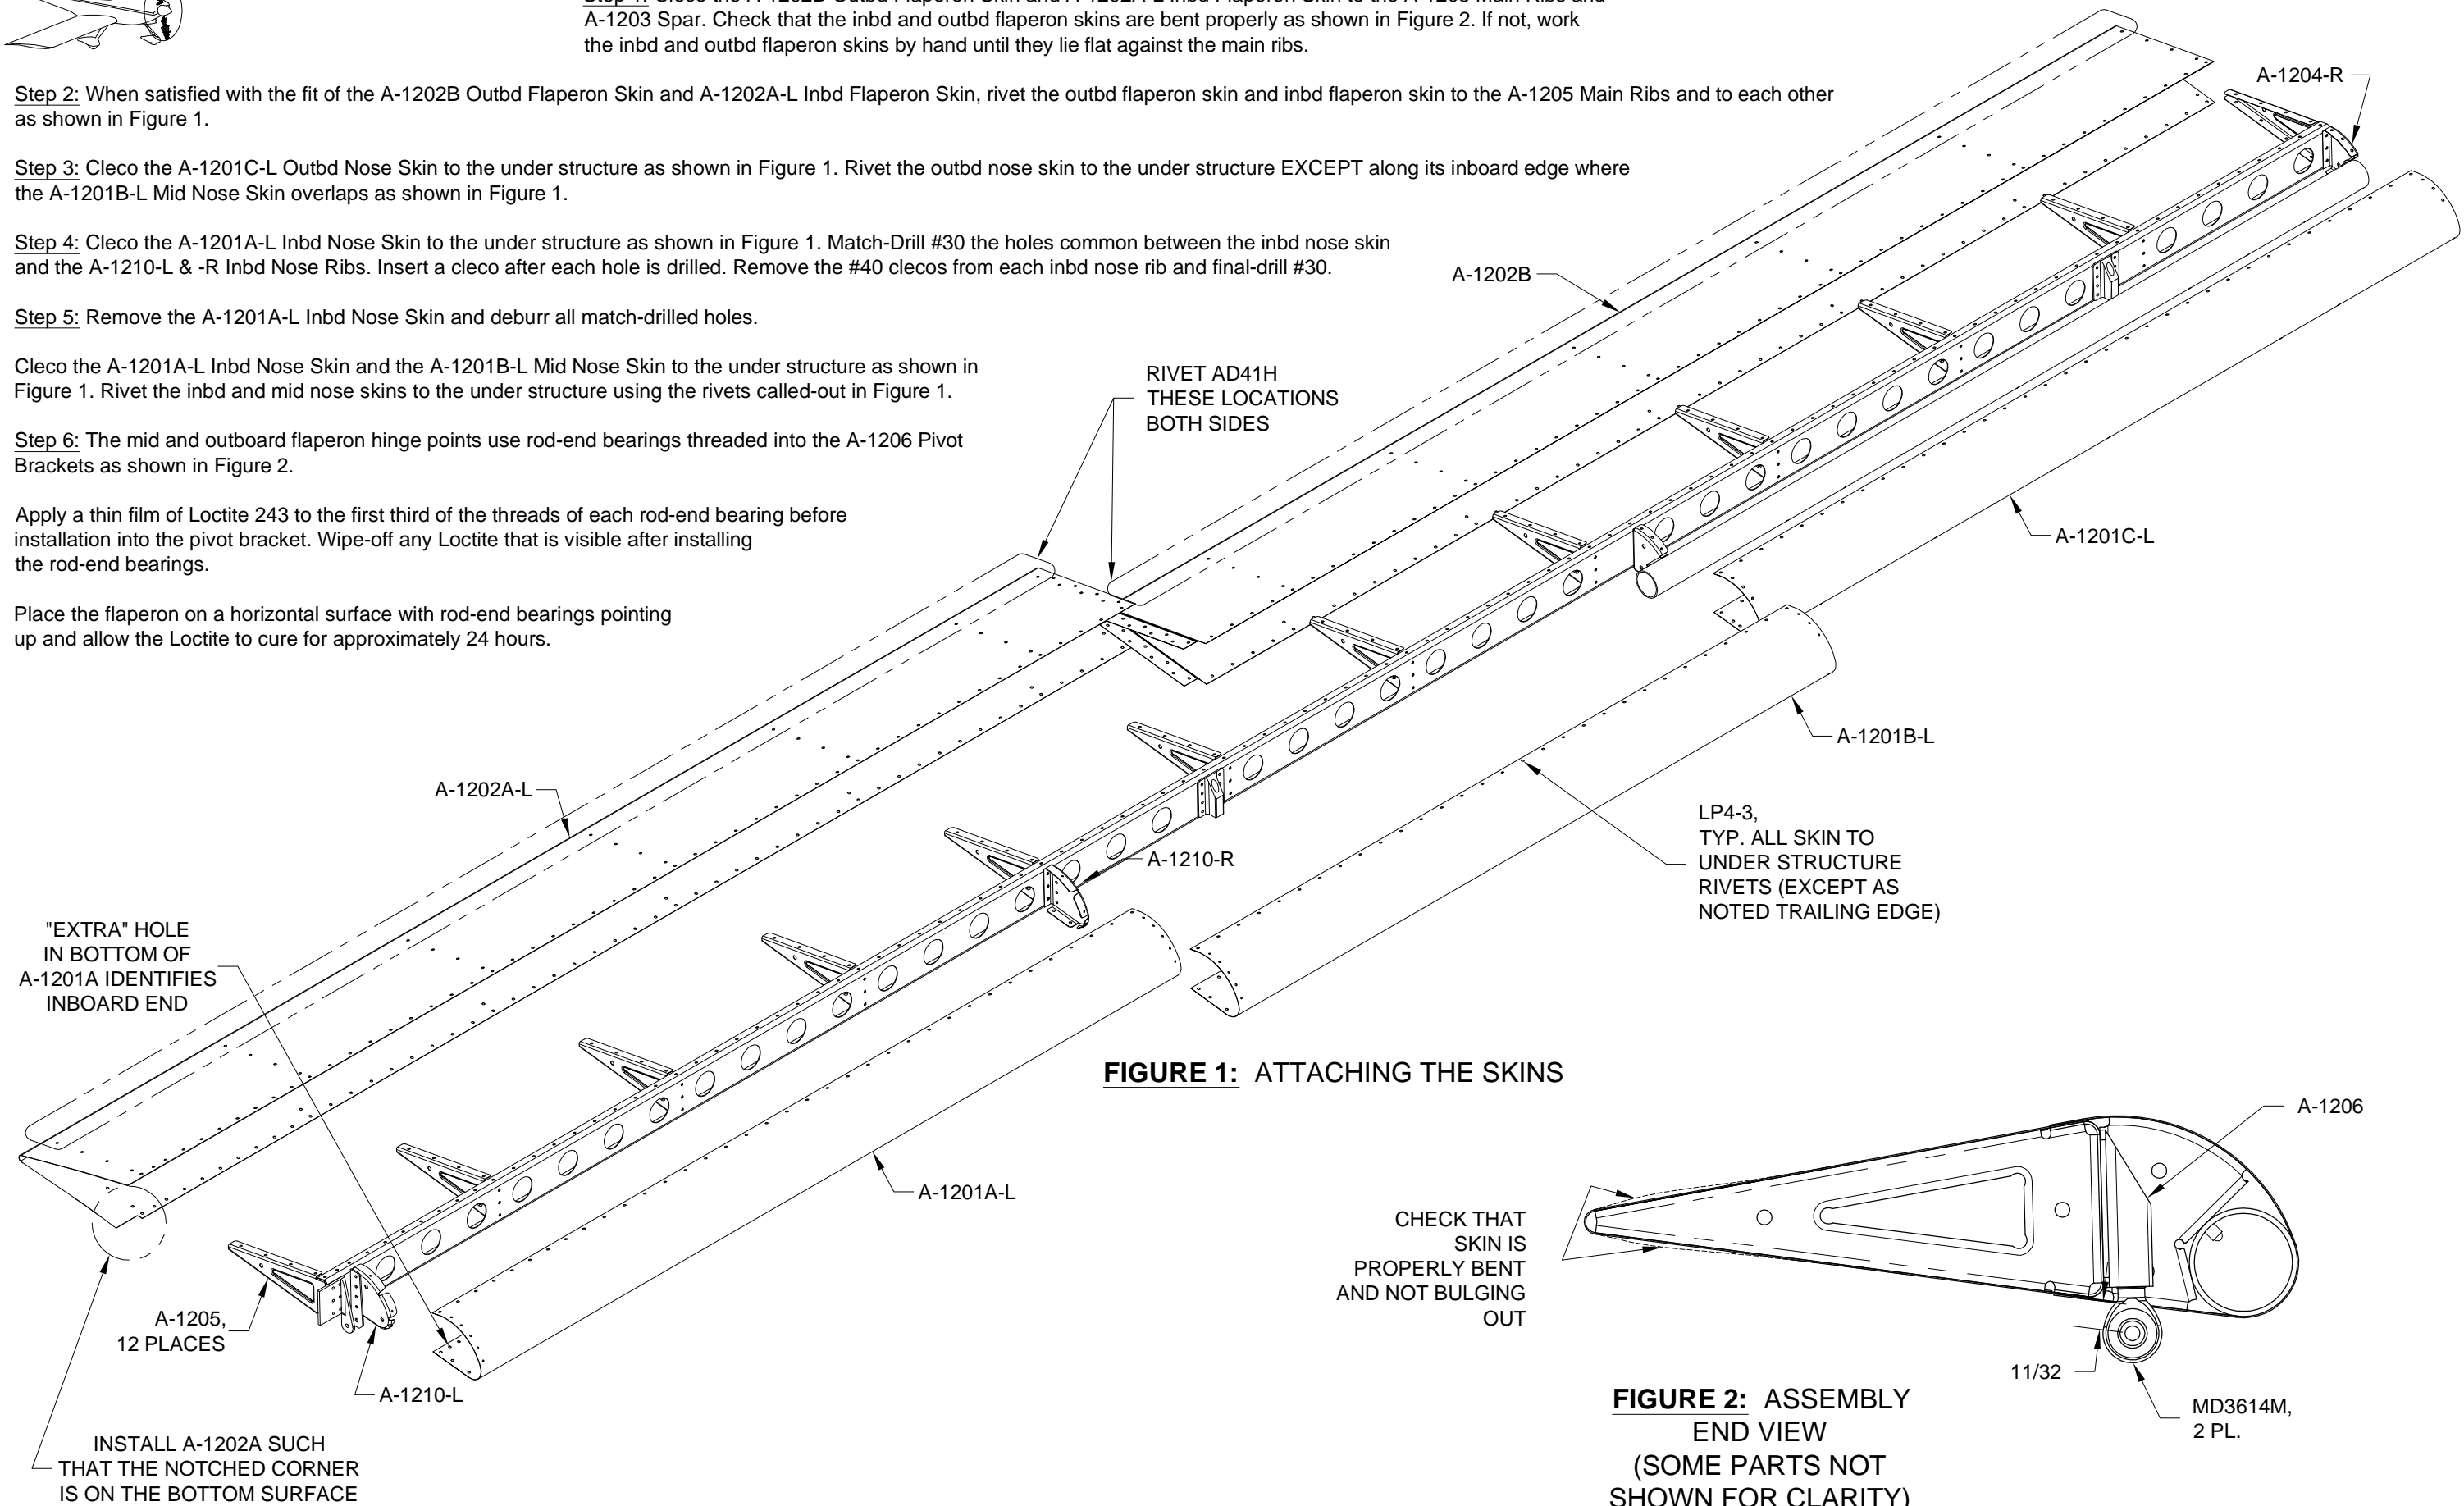 A-1203 Spar. Check that the inbd and outbd flaperon skins are bent properly as shown in Figure 2. If not, work
the inbd and outbd flaperon skins by hand until they lie flat against the main ribs.
Step 2: When satisfied with the fit of the A-1202B Outbd Flaperon Skin and A-1202A-L Inbd Flaperon Skin, rivet the outbd flaperon skin and inbd flaperon skin to the A-1205 Main Ribs and to each other
as shown in Figure 1.
Step 3: Cleco the A-1201C-L Outbd Nose Skin to the under structure as shown in Figure 1. Rivet the outbd nose skin to the under structure EXCEPT along its inboard edge where
the A-1201B-L Mid Nose Skin overlaps as shown in Figure 1.
Step 4: Cleco the A-1201A-L Inbd Nose Skin to the under structure as shown in Figure 1. Match-Drill #30 the holes common between the inbd nose skin
and the A-1210-L & -R Inbd Nose Ribs. Insert a cleco after each hole is drilled. Remove the #40 clecos from each inbd nose rib and final-drill #30.
Step 5: Remove the A-1201A-L Inbd Nose Skin and deburr all match-drilled holes.
Cleco the A-1201A-L Inbd Nose Skin and the A-1201B-L Mid Nose Skin to the under structure as shown in
Figure 1. Rivet the inbd and mid nose skins to the under structure using the rivets called-out in Figure 1.
Step 6: The mid and outboard flaperon hinge points use rod-end bearings threaded into the A-1206 Pivot
Brackets as shown in Figure 2.
Apply a thin film of Loctite 243 to the first third of the threads of each rod-end bearing before
installation into the pivot bracket. Wipe-off any Loctite that is visible after installing
the rod-end bearings.
Place the flaperon on a horizontal surface with rod-end bearings pointing
up and allow the Loctite to cure for approximately 24 hours.
A-1204-R
A-1202B
RIVET AD41H
THESE LOCATIONS
BOTH SIDES
A-1201C-L
A-1201B-L
A-1202A-L
LP4-3,
TYP. ALL SKIN TO
UNDER STRUCTURE
RIVETS (EXCEPT AS
NOTED TRAILING EDGE)
A-1210-R
"EXTRA" HOLE
IN BOTTOM OF
A-1201A IDENTIFIES
INBOARD END
FIGURE 1: ATTACHING THE SKINS
A-1201A-L
A-1205,
12 PLACES
A-1210-L
INSTALL A-1202A SUCH
THAT THE NOTCHED CORNER
IS ON THE BOTTOM SURFACE
A-1206
CHECK THAT
SKIN IS
PROPERLY BENT
AND NOT BULGING
OUT
11/32
MD3614M,
2 PL.
FIGURE 2: ASSEMBLY
END VIEW
(SOME PARTS NOT
SHOWN FOR CLARITY)